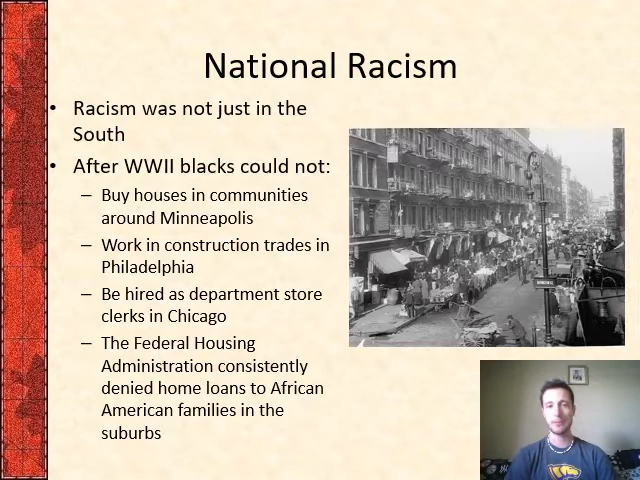 National Racism
• Racism was not just in the
South
• After WWII blacks could not:
– Buy houses in communities
around Minneapolis
– Work in construction trades in
Philadelphia
– Be hired as department store
clerks in Chicago
– The Federal Housing
Administration consistently
denied home loans to African
American families in the
suburbs